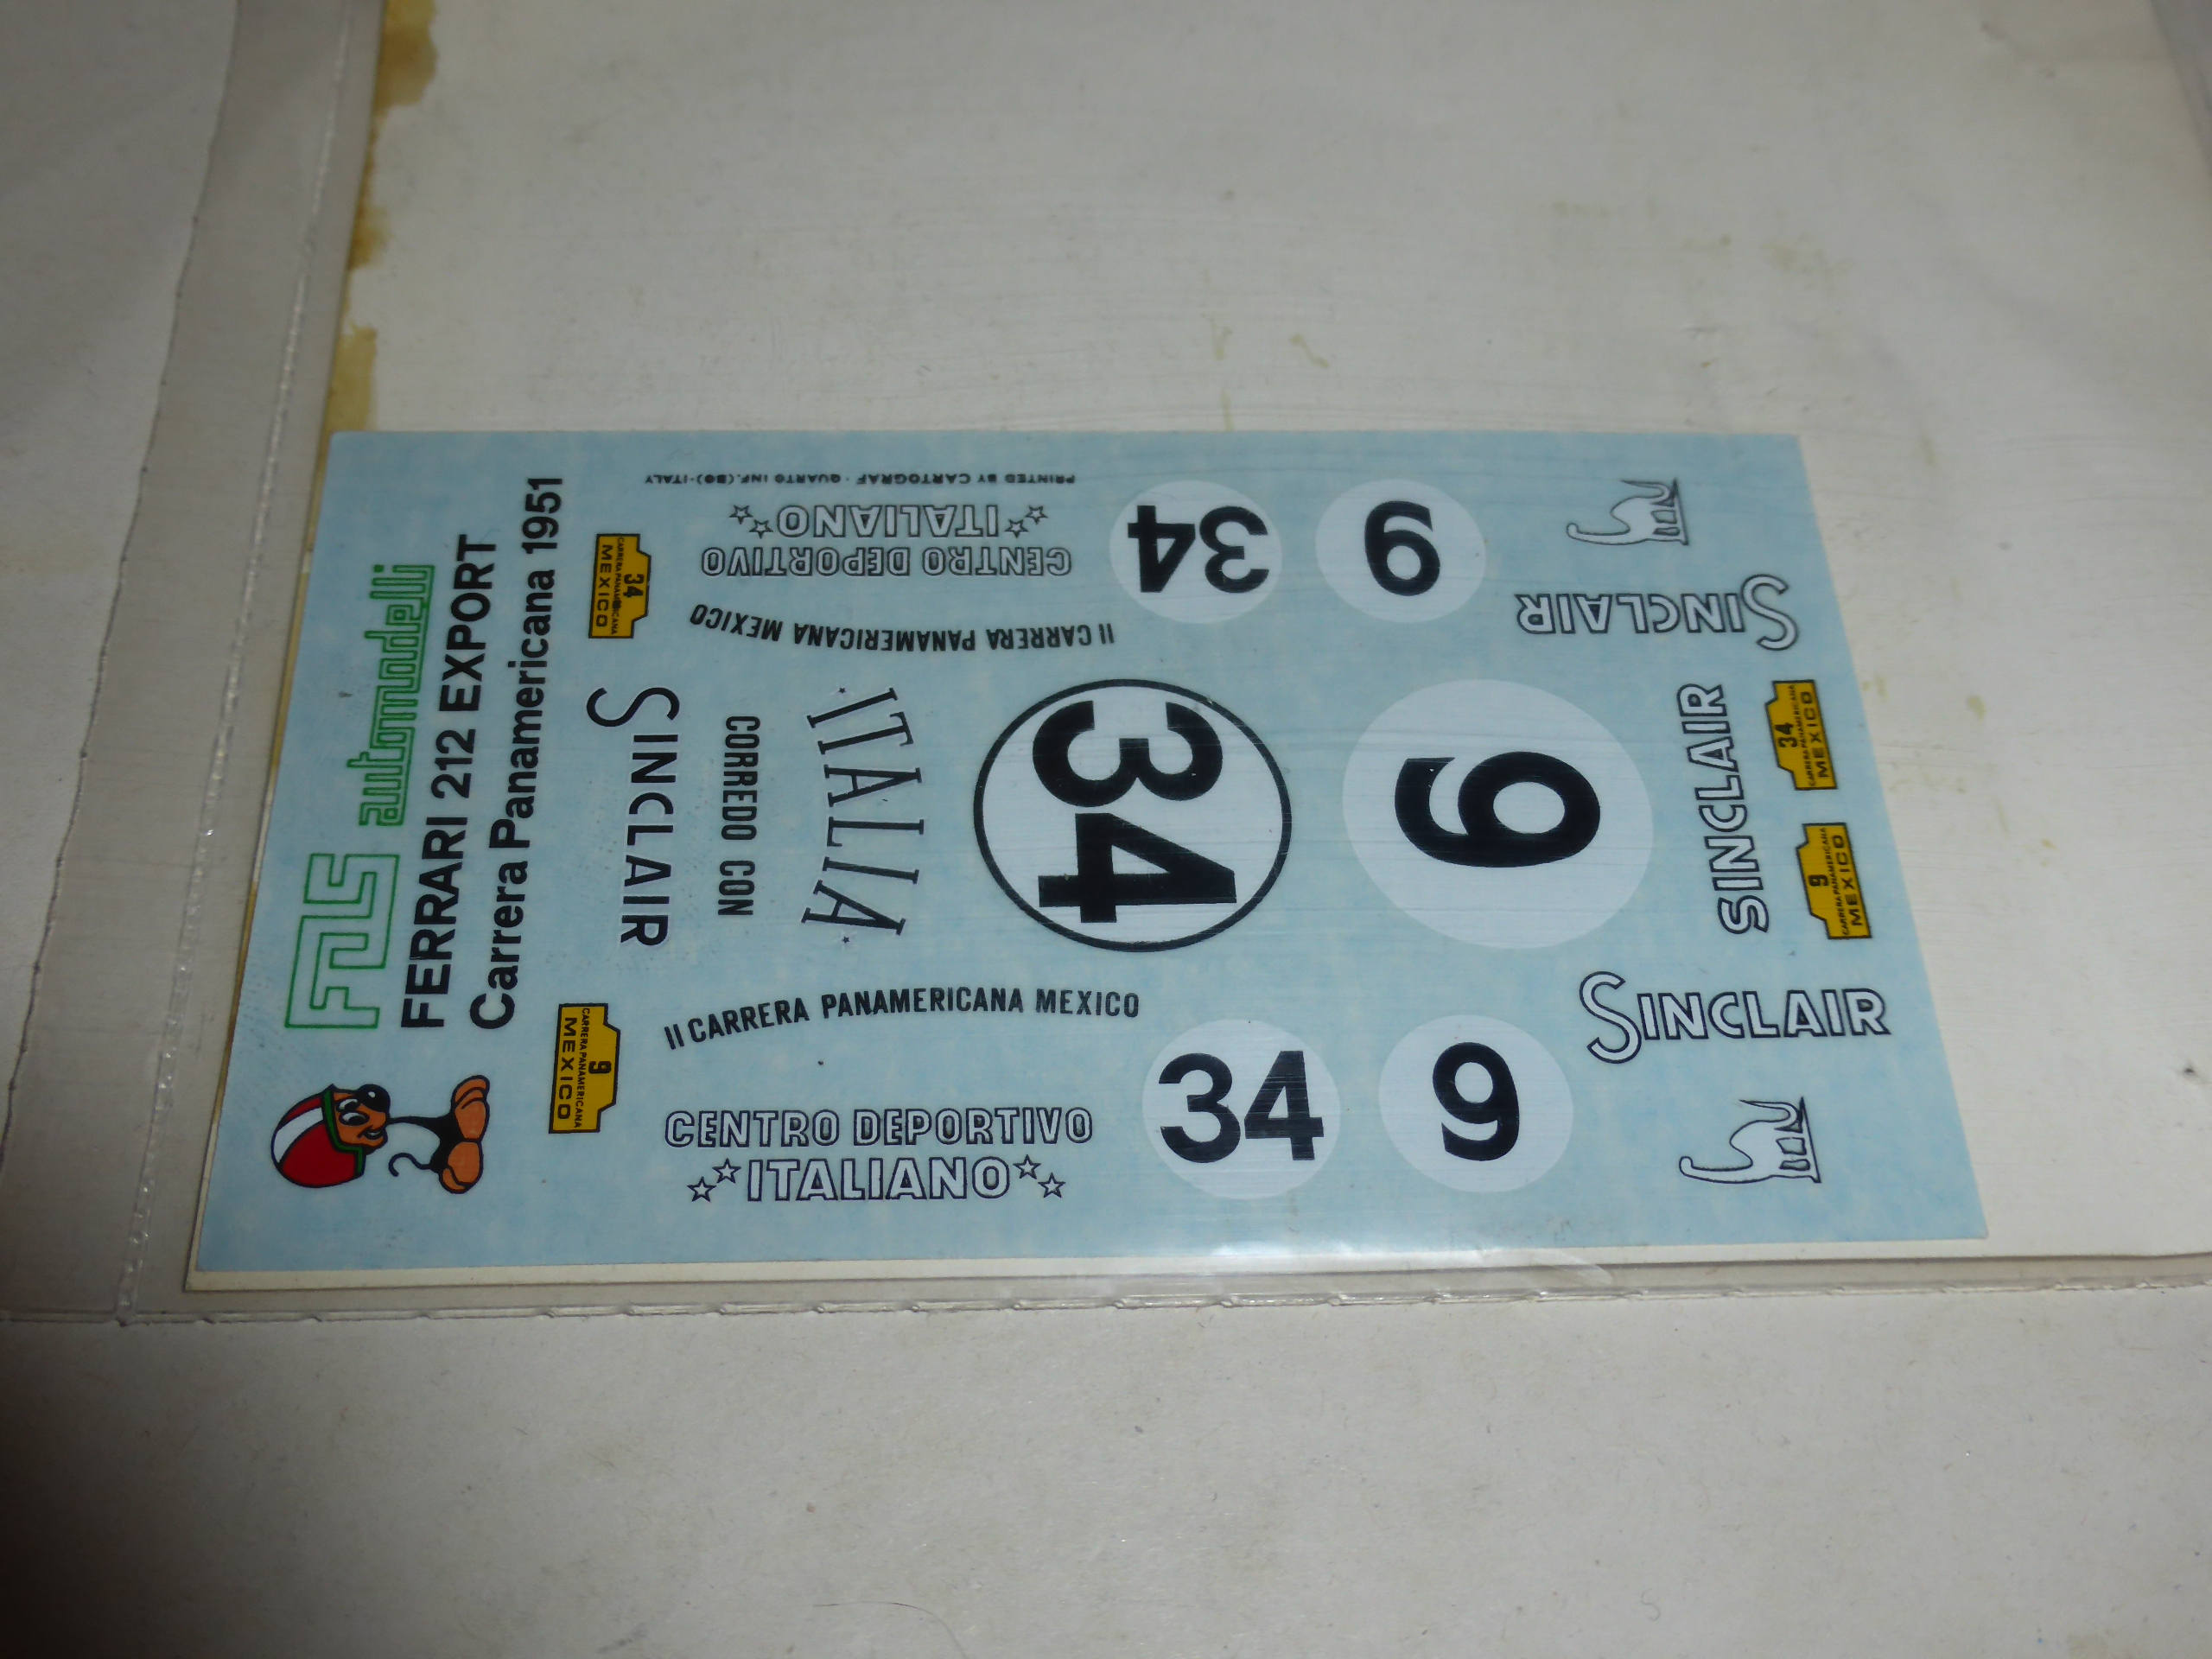 FDS automodelli
FERRARI 212 EXPORT
Carrera Panamericana 1951
34
CARRERA PANAMERICANA
MEXICO
9
CARRERA PANAMERICANA
MEXICO
PRINTED BY CARTOGRAF · QUARTO INF.(BO)-ITALY
CENTRO DEPORTIVO
ITALIANO
II CARRERA PANAMERICANA MEXICO
34
9
SINCLAIR
SINCLAIR
CORREDO CON
ITALIA
34
9
SINCLAIR
34
CARRERA PANAMERICANA
MEXICO
9
CARRERA PANAMERICANA
MEXICO
II CARRERA PANAMERICANA MEXICO
CENTRO DEPORTIVO
ITALIANO
34
9
SINCLAIR